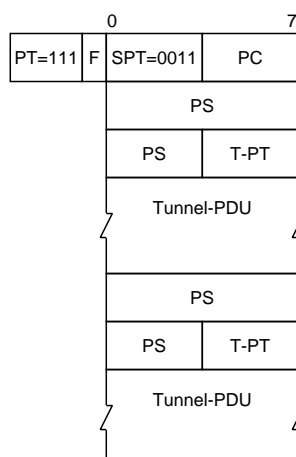 0 7
PT=111 F SPT=0011 PC
PS
PS T-PT
Tunnel-PDU
PS
PS T-PT
Tunnel-PDU